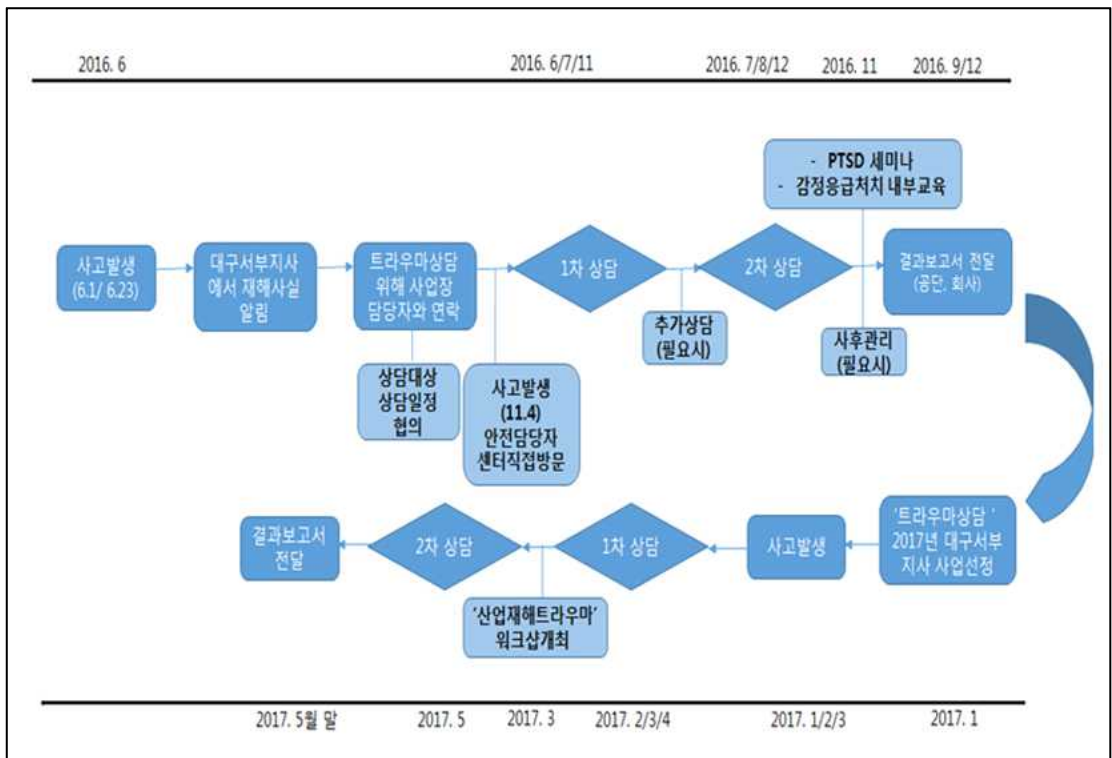 2016. 6
2016. 6/7/11
2016. 7/8/12
2016. 11
2016. 9/12
- PTSD 세미나
- 감정응급처치 내부교육
사고발생
(6.1/ 6.23)
대구서부지사
에서 재해사실
알림
트라우마상담
위해 사업장
담당자와 연락
1차 상담
2차 상담
결과보고서 전달
(공단, 회사)
상담대상
상담일정
협의
사고발생
(11.4)
안전담당자
센터직접방문
추가상담
(필요시)
사후관리
(필요시)
결과보고서
전달
2차 상담
1차 상담
사고발생
'트라우마상담 '
2017년 대구서부
지사 사업선정
'산업재해트라우마'
워크샵개최
2017. 5월 말
2017. 5
2017. 3
2017. 2/3/4
2017. 1/2/3
2017. 1